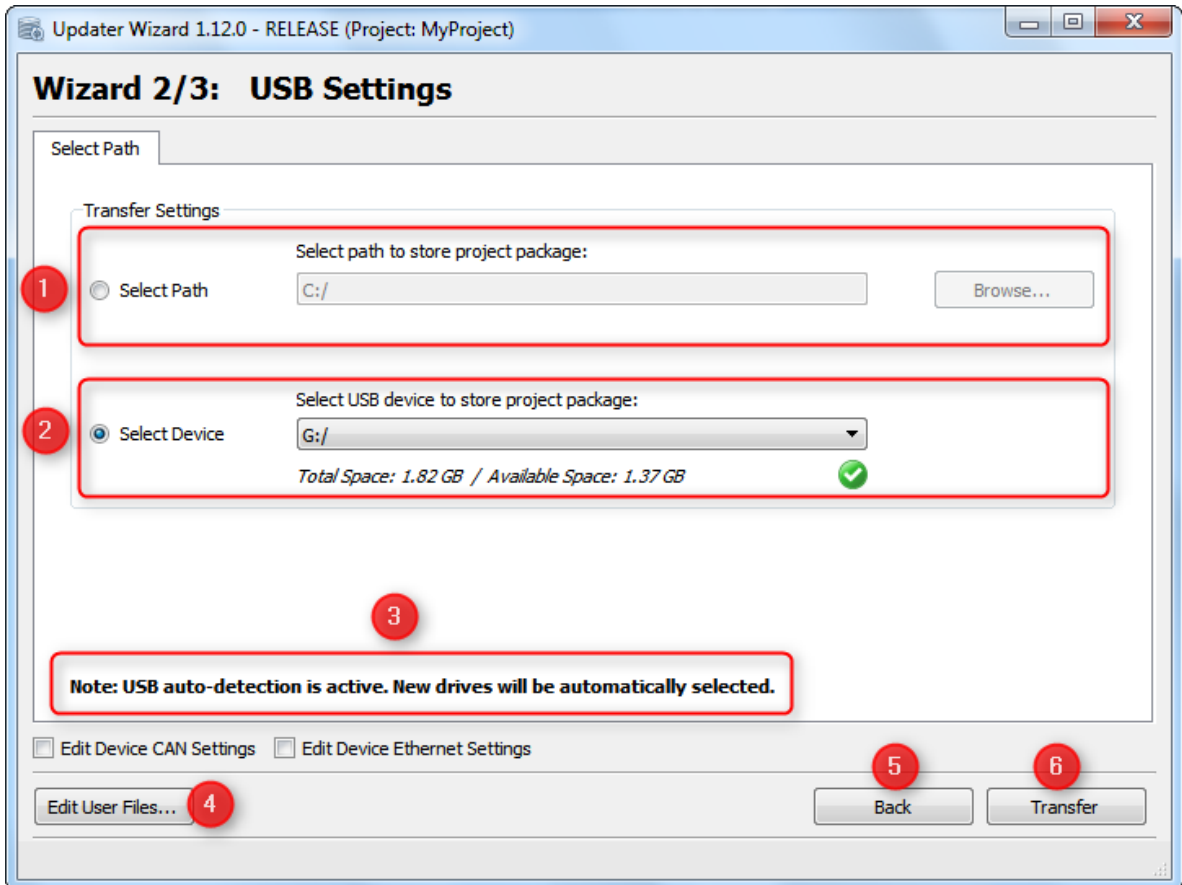 Updater Wizard 1.12.0 - RELEASE (Project: MyProject)
Wizard 2/3: USB Settings
Select Path
Transfer Settings
Select path to store project package:
1
Select Path
C:/
Browse...
Select USB device to store project package:
2
Select Device
G:/
Total Space: 1.82 GB / Available Space: 1.37 GB
3
Note: USB auto-detection is active. New drives will be automatically selected.
Edit Device CAN Settings
Edit Device Ethernet Settings
5
6
Edit User Files...
4
Back
Transfer